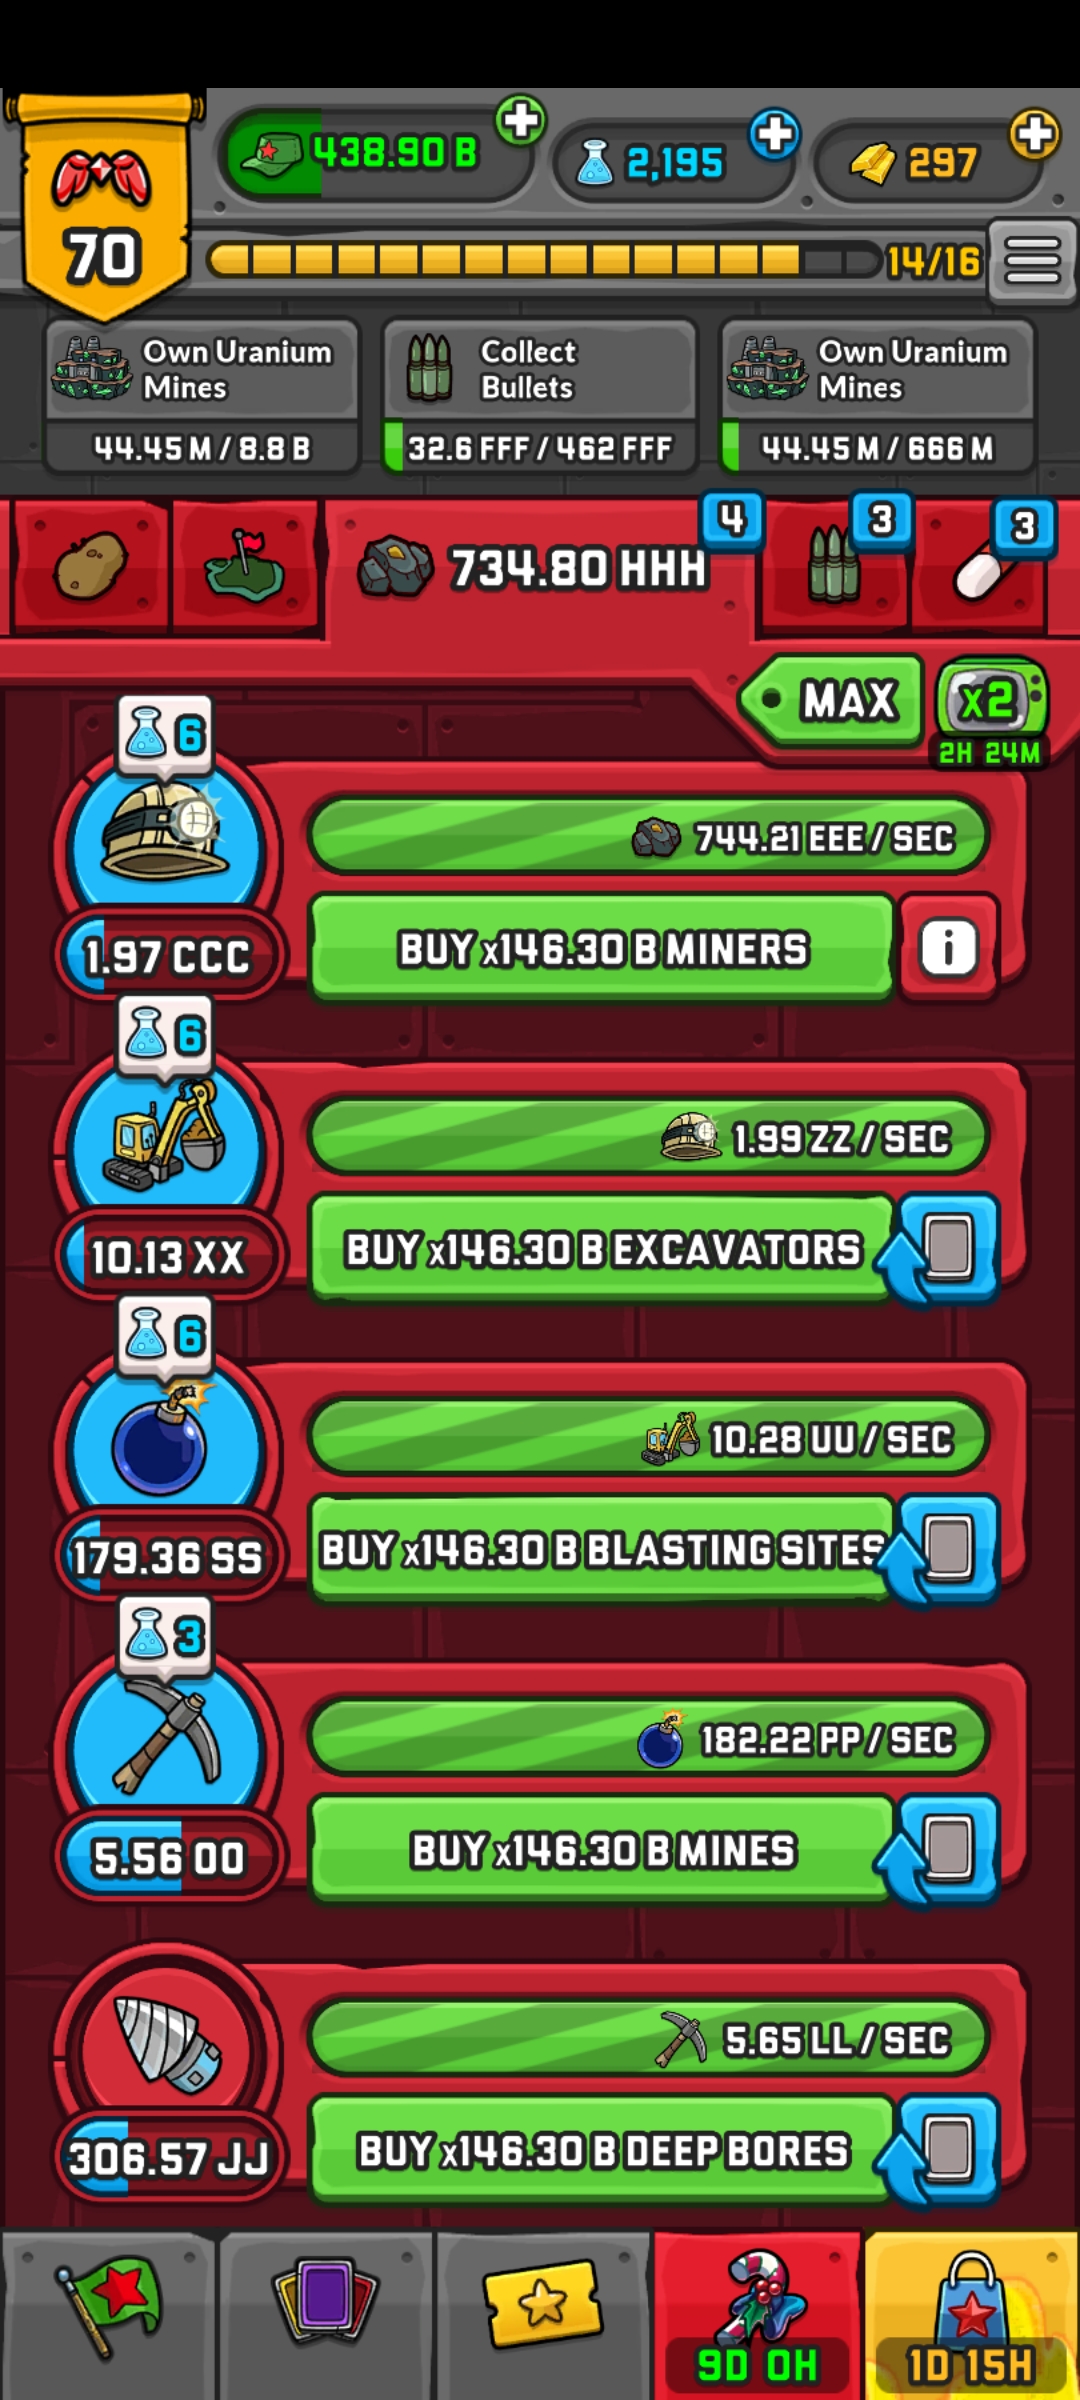 70
438.90 B
2,195
297
14/16
Own Uranium
Mines
44.45 M / 8.8 B
Collect
Bullets
32.6 FFF / 462 FFF
Own Uranium
Mines
44.45 M / 666 M
734.80 HHH
4
3
3
MAX
x2
2H 24M
6
744.21 EEE / SEC
1.97 CCC
BUY x146.30 B MINERS
i
6
1.99 ZZ / SEC
10.13 XX
BUY x146.30 B EXCAVATORS
6
10.28 UU / SEC
179.36 SS
BUY x146.30 B BLASTING SITES
3
182.22 PP / SEC
5.56 OO
BUY x146.30 B MINES
5.65 LL / SEC
306.57 JJ
BUY x146.30 B DEEP BORES
9D 0H
1D 15H